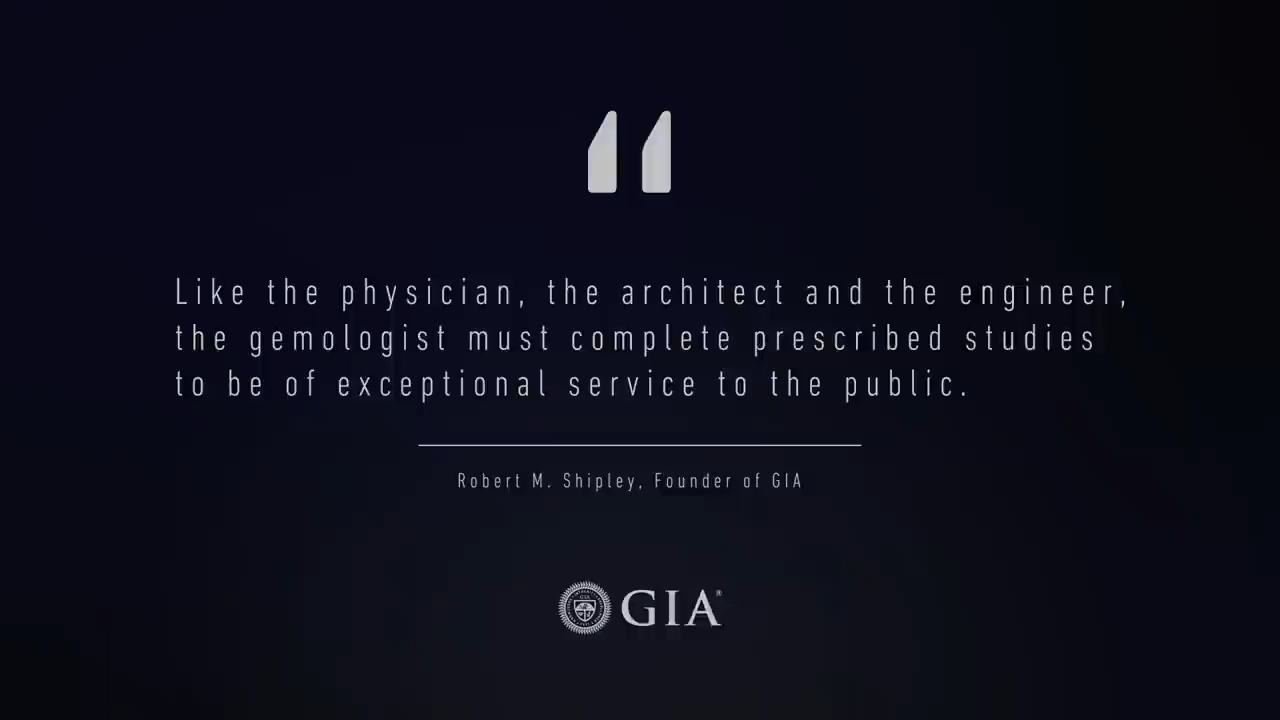 Like the physician, the architect and the engineer,
the gemologist must complete prescribed studies
to be of exceptional service to the public.
Robert M. Shipley, Founder of GIA
GIA®